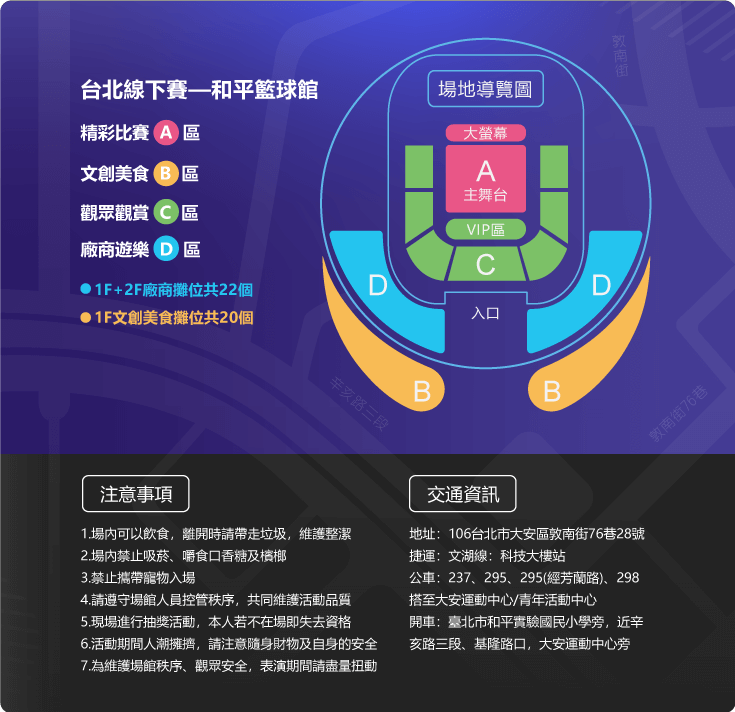 敦南街
場地導覽圖
台北線下賽—和平籃球館
精彩比賽 A 區
文創美食 B 區
觀眾觀賞 C 區
廠商遊樂 D 區
1F+2F廠商攤位共22個
1F文創美食攤位共20個
大螢幕
A
主舞台
VIP區
C
D
D
入口
B
B
辛亥路三段
敦南街76巷
注意事項
1.場內可以飲食，離開時請帶走垃圾，維護整潔
2.場內禁止吸菸、嚼食口香糖及檳榔
3.禁止攜帶寵物入場
4.請遵守場館人員控管秩序，共同維護活動品質
5.現場進行抽獎活動，本人若不在場即失去資格
6.活動期間人潮擁擠，請注意隨身財物及自身的安全
7.為維護場館秩序、觀眾安全，表演期間請盡量扭動
交通資訊
地址：106台北市大安區敦南街76巷28號
捷運：文湖線：科技大樓站
公車：237、295、295(經芳蘭路)、298
搭至大安運動中心/青年活動中心
開車：臺北市和平實驗國民小學旁，近辛
亥路三段、基隆路口，大安運動中心旁